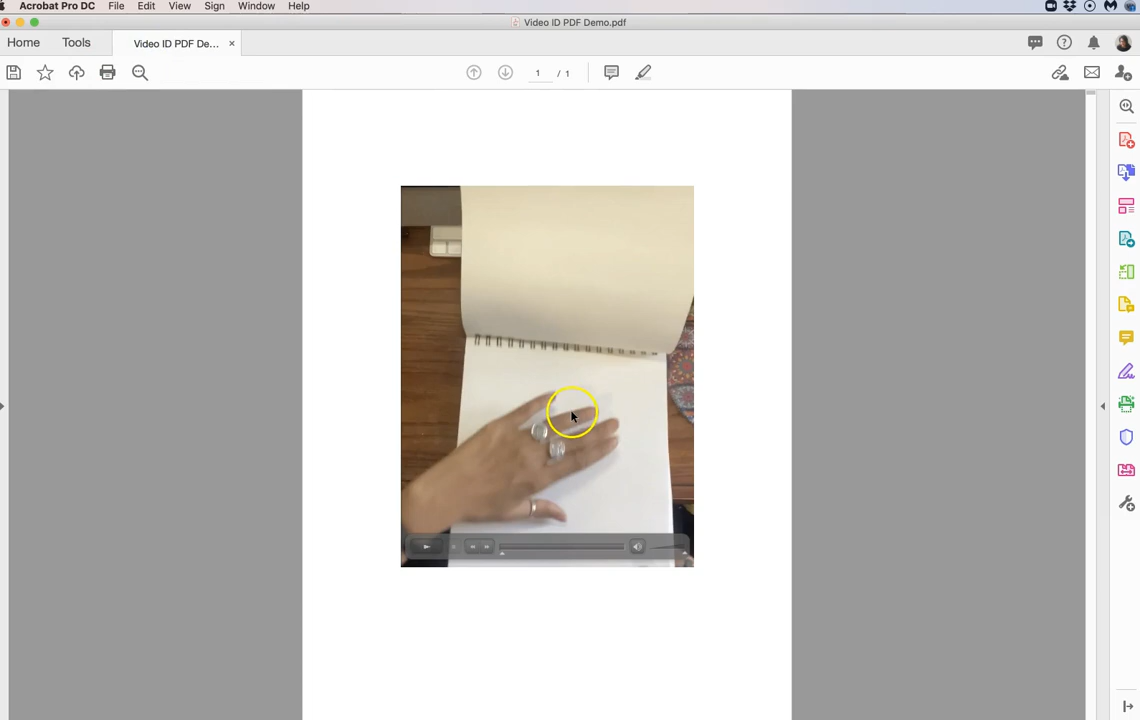 Acrobat Pro DC File Edit View Sign Window Help
Video ID PDF Demo.pdf
Home Tools Video ID PDF De... ×
1 / 1